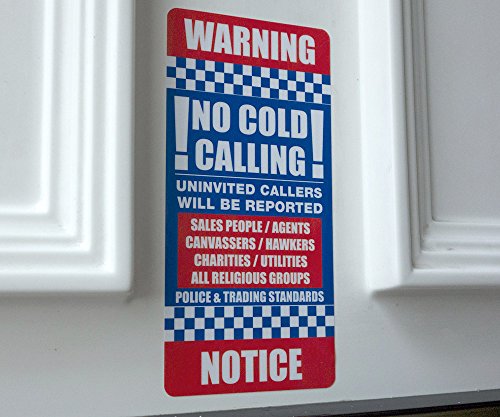 WARNING
! NO COLD !
CALLING
UNINVITED CALLERS
WILL BE REPORTED
SALES PEOPLE / AGENTS
CANVASSERS / HAWKERS
CHARITIES / UTILITIES
ALL RELIGIOUS GROUPS
POLICE & TRADING STANDARDS
NOTICE